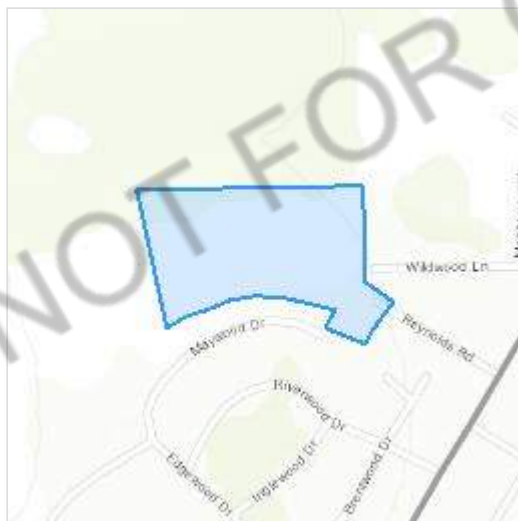 NOT FOR
Wildwood Ln
Reynolds Rd
Maywood Dr
Riverwood Dr
Edgewood Dr
Inglewood Dr
Brentwood Dr